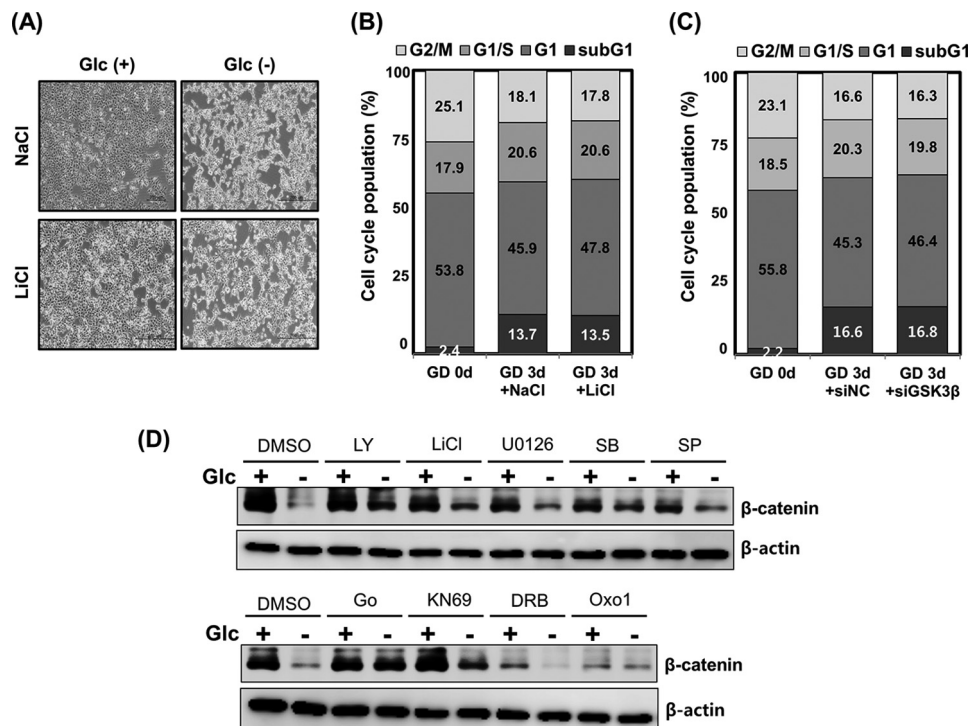 (A)
Glc (+) Glc (-)
NaCl
LiCl
(B)
G2/M G1/S G1 subG1
Cell cycle population (%)
100
75
50
25
0
25.1 18.1 17.8
17.9 20.6 20.6
53.8 45.9 47.8
2.4 13.7 13.5
GD 0d GD 3d GD 3d
+NaCl +LiCl
(C)
G2/M G1/S G1 subG1
Cell cycle population (%)
100
75
50
25
0
23.1 16.6 16.3
18.5 20.3 19.8
55.8 45.3 46.4
2.2 16.6 16.8
GD 0d GD 3d GD 3d
+siNC +siGSK3β
(D)
DMSO LY LiCl U0126 SB SP
Glc + - + - + - + - + - + -
β-catenin
β-actin
DMSO Go KN69 DRB Oxo1
Glc + - + - + - + - + -
β-catenin
β-actin